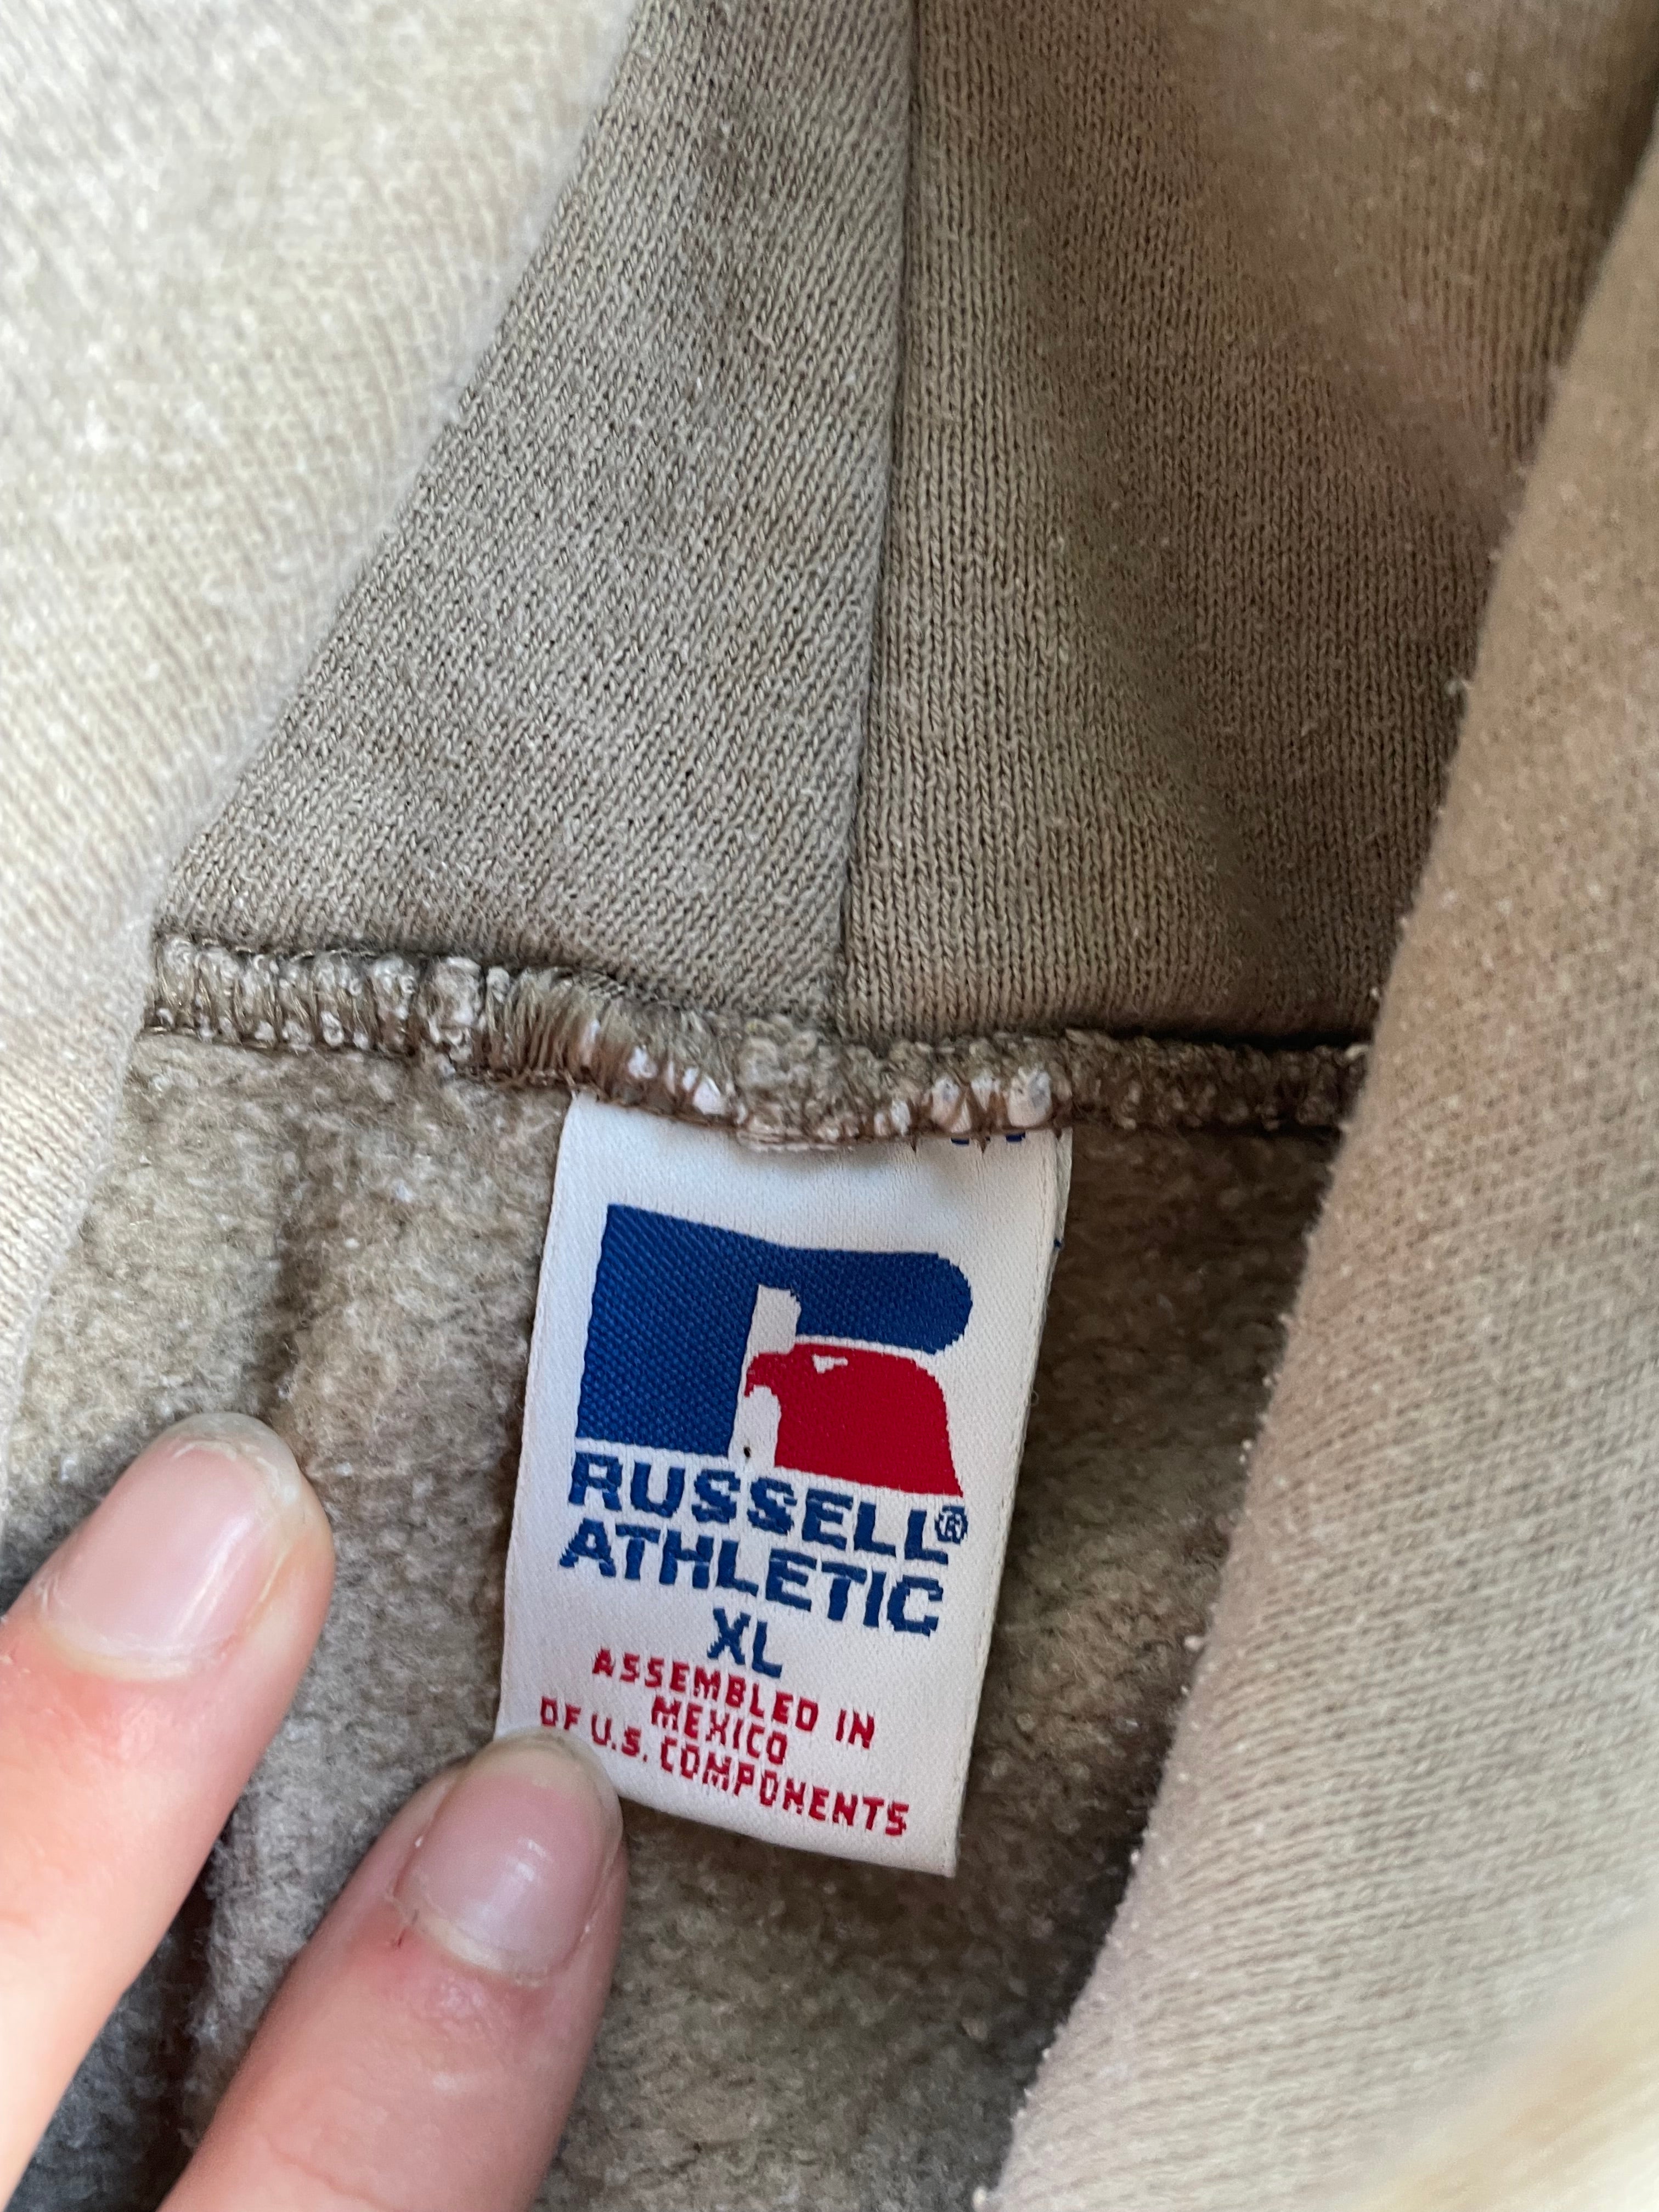 RUSSELL®
ATHLETIC
XL
ASSEMBLED IN
MEXICO
OF U.S. COMPONENTS